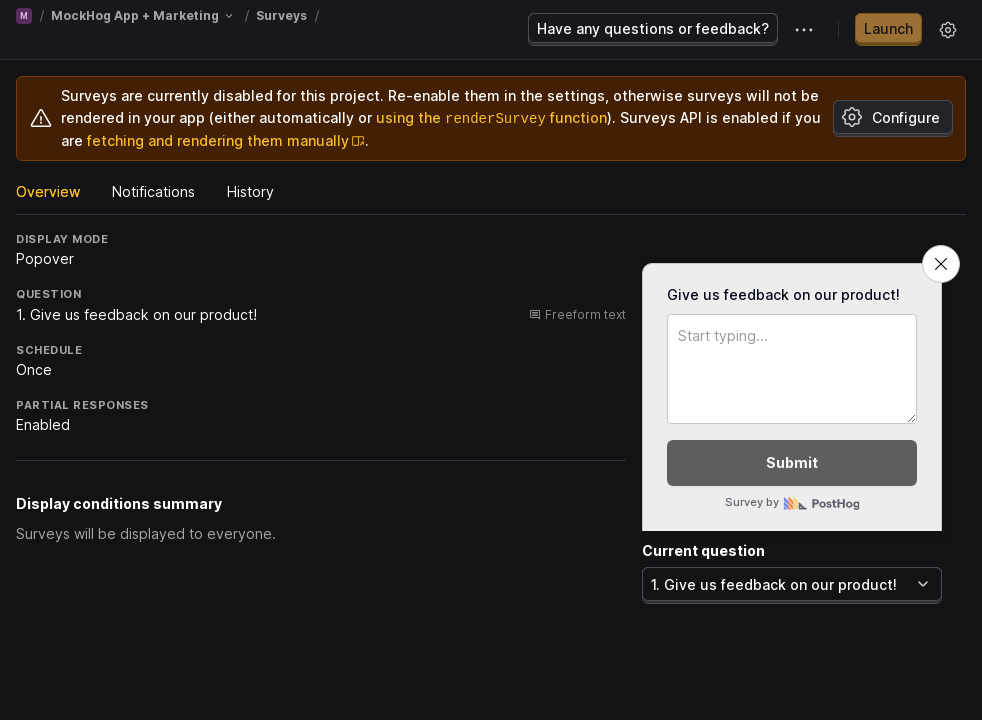 M / MockHog App + Marketing / Surveys /
Have any questions or feedback?
Launch
Surveys are currently disabled for this project. Re-enable them in the settings, otherwise surveys will not be
rendered in your app (either automatically or using the renderSurvey function). Surveys API is enabled if you
are fetching and rendering them manually.
Configure
Overview
Notifications
History
DISPLAY MODE
Popover
QUESTION
1. Give us feedback on our product!
Freeform text
SCHEDULE
Once
PARTIAL RESPONSES
Enabled
Display conditions summary
Surveys will be displayed to everyone.
Give us feedback on our product!
Start typing...
Submit
Survey by PostHog
Current question
1. Give us feedback on our product!